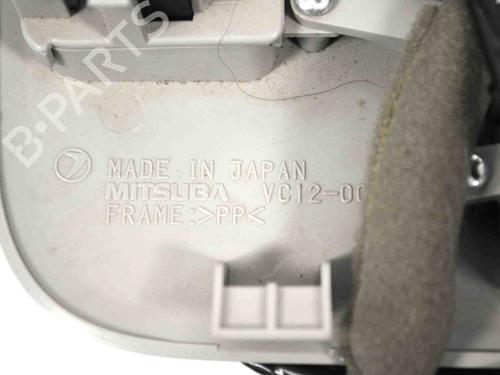 B-PARTS
MADE IN JAPAN
MITSUBA VC12-00
FRAME:>PP<